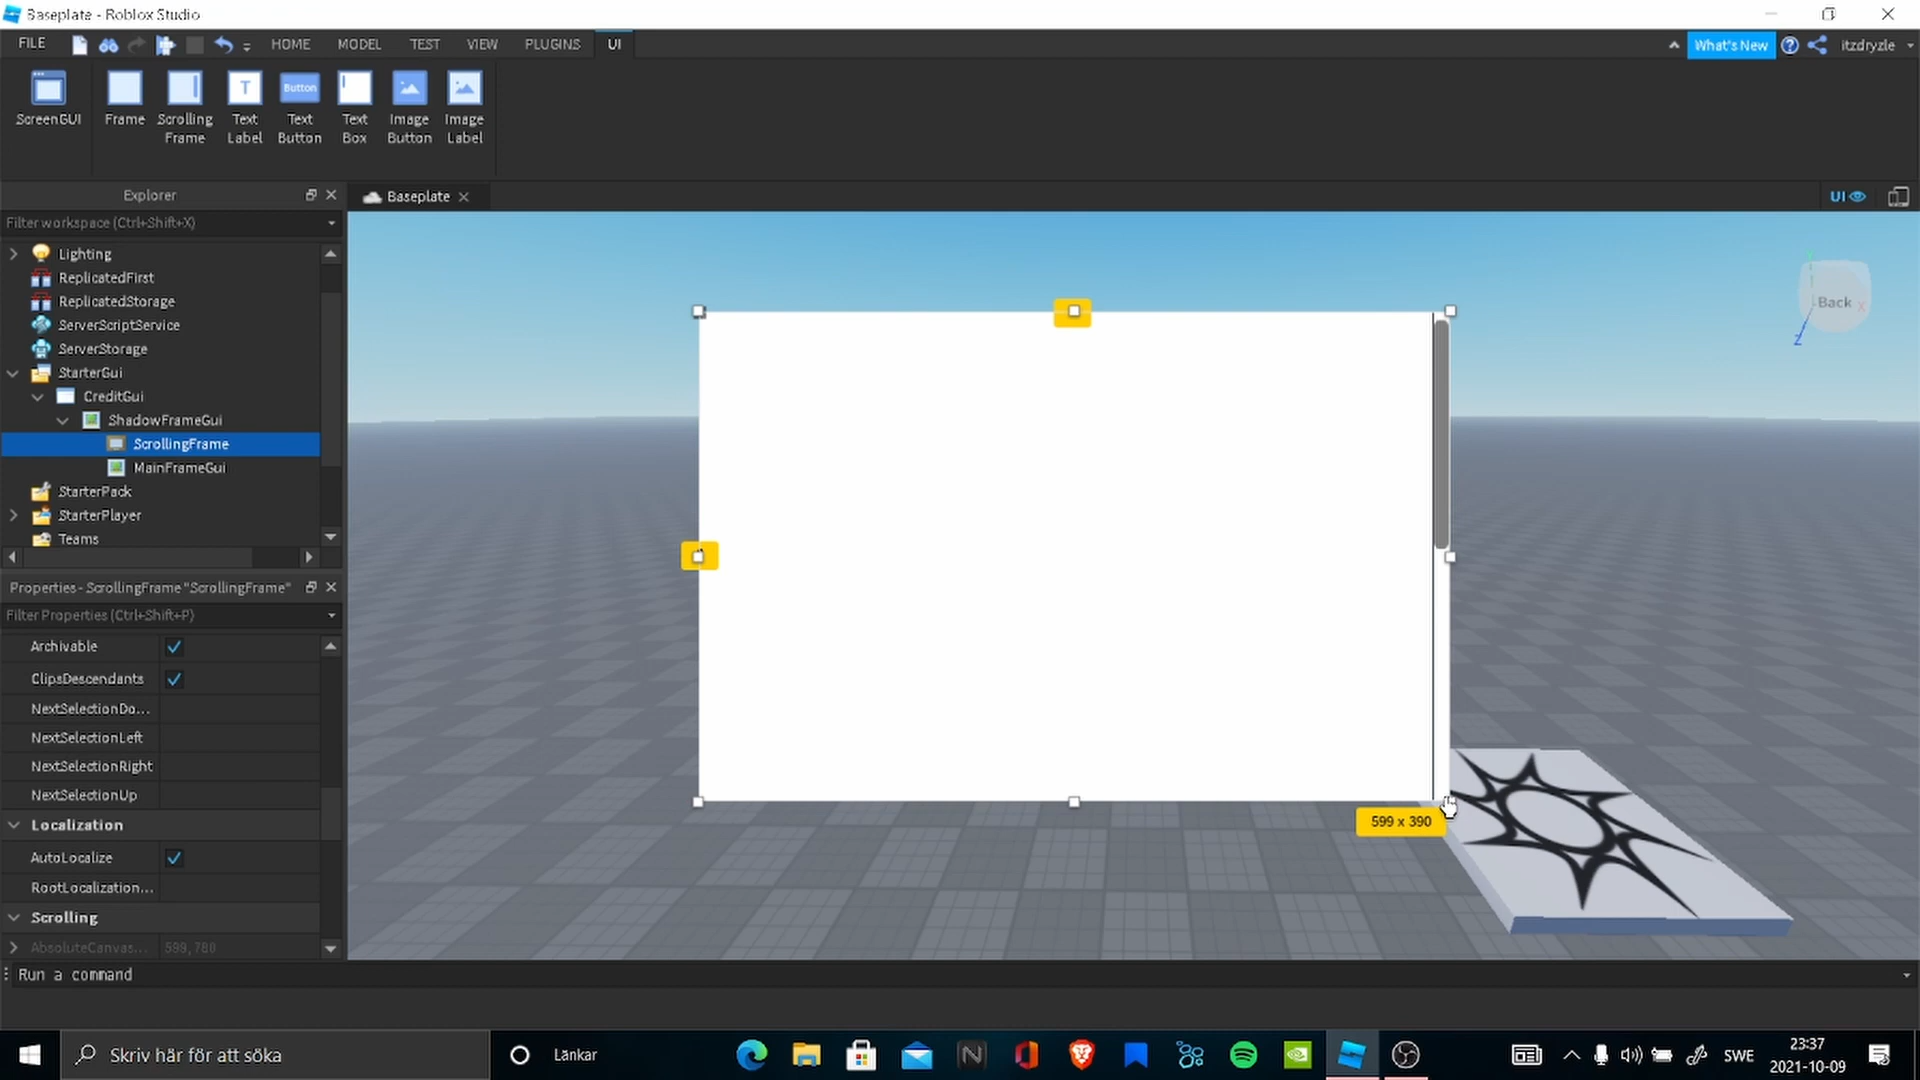 Baseplate - Roblox Studio
FILE
HOME
MODEL
TEST
VIEW
PLUGINS
UI
What's New
itzdryzle
ScreenGUI
Frame
Scrolling
Frame
Text
Label
Button
Text
Button
Text
Box
Image
Button
Image
Label
Explorer
Filter workspace (Ctrl+Shift+X)
Lighting
ReplicatedFirst
ReplicatedStorage
ServerScriptService
ServerStorage
StarterGui
CreditGui
ShadowFrameGui
ScrollingFrame
MainFrameGui
StarterPack
StarterPlayer
Teams
Baseplate
UI
Back
X
Z
599 x 390
Properties - ScrollingFrame "ScrollingFrame"
Filter Properties (Ctrl+Shift+P)
Archivable
ClipsDescendants
NextSelectionDo...
NextSelectionLeft
NextSelectionRight
NextSelectionUp
Localization
AutoLocalize
RootLocalization...
Scrolling
AbsoluteCanvas... 599, 780
Run a command
Skriv här för att söka
Länkar
SWE
23:37
2021-10-09